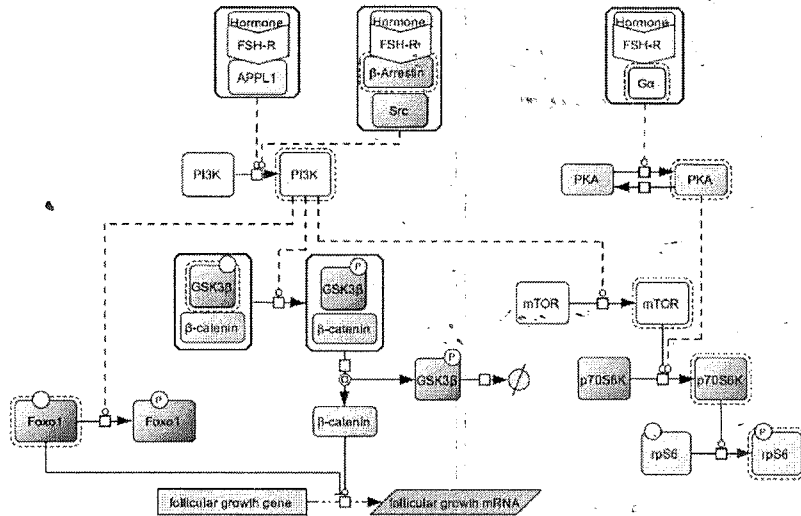 Hormone
FSH-R
APPL1
Hormone
FSH-R
β-Arrestin
Src
Hormone
FSH-R
Gα
PI3K
PI3K
PKA
PKA
GSK3β
β-catenin
P
GSK3β
β-catenin
mTOR
mTOR
P
GSK3β
p70S6K
p70S6K
Foxo1
P
Foxo1
β-catenin
rpS6
P
rpS6
follicular growth gene
follicular growth mRNA